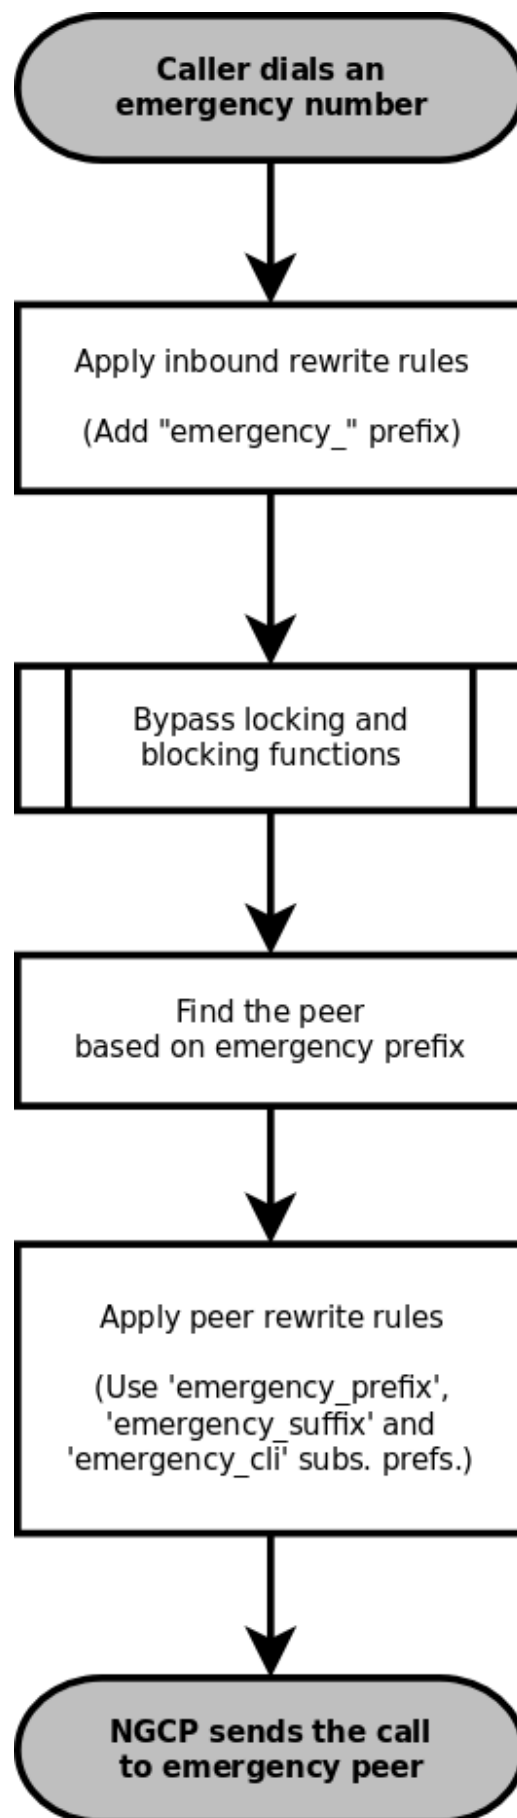 Caller dials an
emergency number
Apply inbound rewrite rules
(Add "emergency_" prefix)
Bypass locking and
blocking functions
Find the peer
based on emergency prefix
Apply peer rewrite rules
(Use 'emergency_prefix',
'emergency_suffix' and
'emergency_cli' subs. prefs.)
NGCP sends the call
to emergency peer